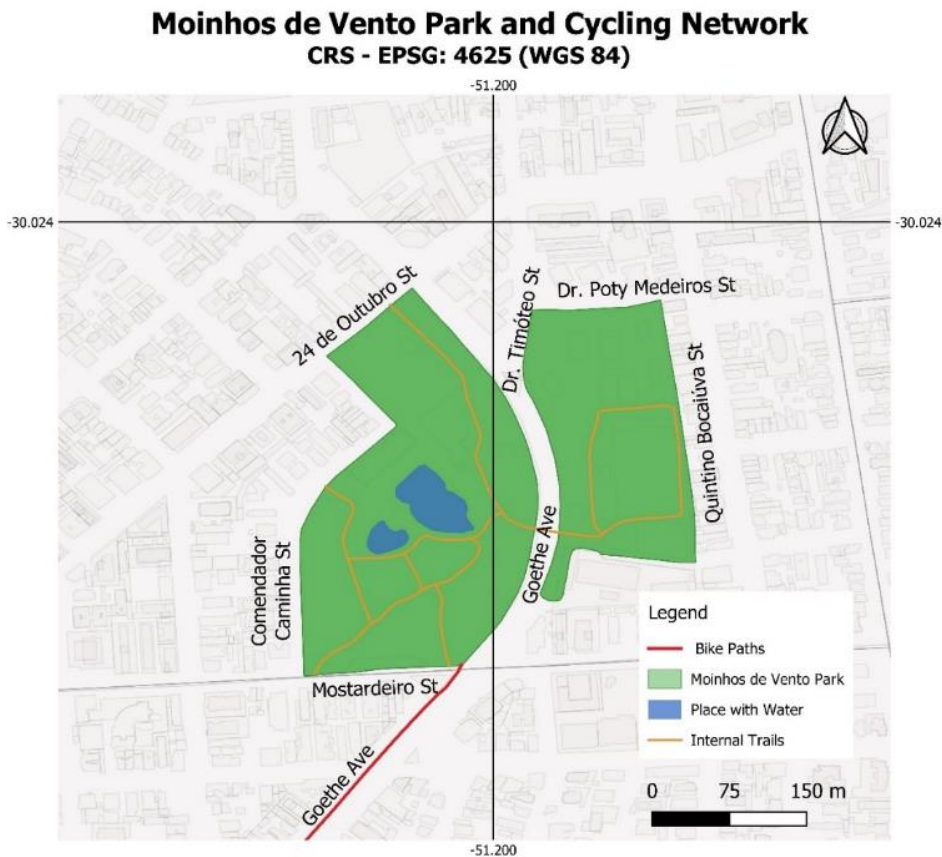 Moinhos de Vento Park and Cycling Network
CRS - EPSG: 4625 (WGS 84)
-51.200
-30.024
-30.024
24 de Outubro St
Dr. Timóteo St
Dr. Poty Medeiros St
Quintino Bocaiúva St
Goethe Ave
Comendador
Caminha St
Mostardeiro St
Goethe Ave
Legend
Bike Paths
Moinhos de Vento Park
Place with Water
Internal Trails
0 75 150 m
-51.200